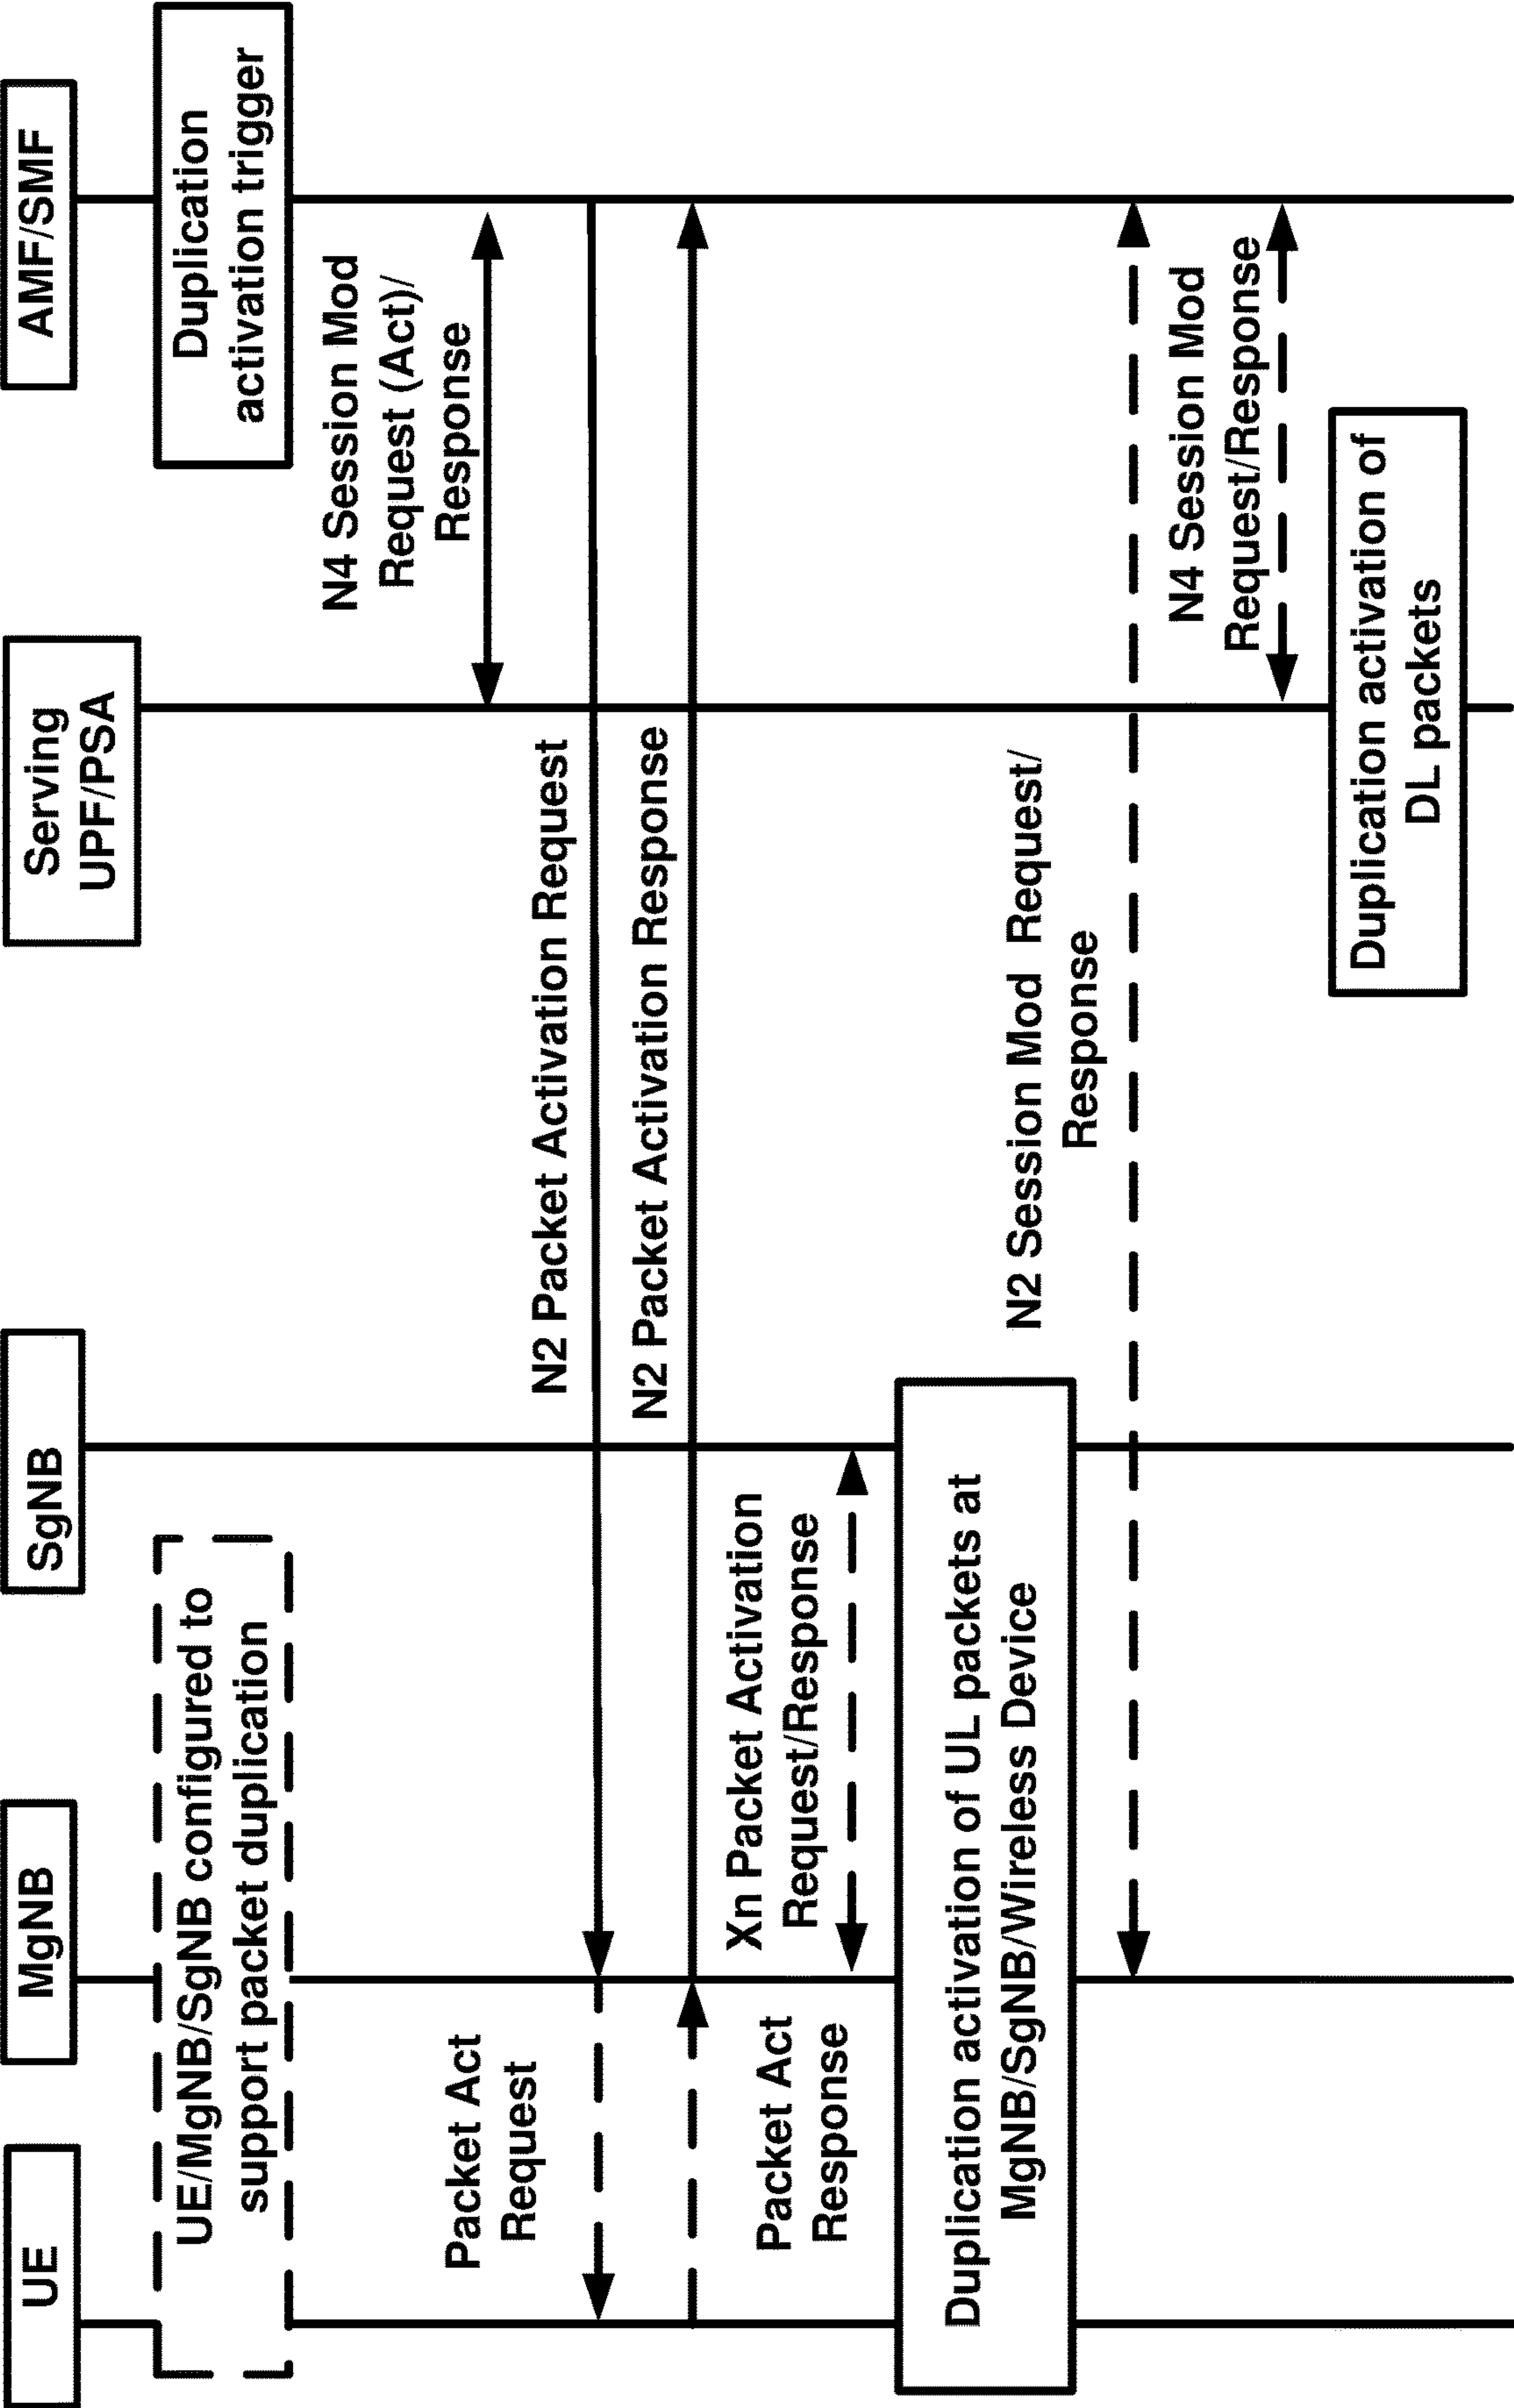 UE
MgNB
SgNB
Serving
UPF/PSA
AMF/SMF
UE/MgNB/SgNB configured to
support packet duplication
Duplication
activation trigger
N4 Session Mod
Request (Act)/
Response
Packet Act
Request
N2 Packet Activation Request
N2 Packet Activation Response
Packet Act
Response
Xn Packet Activation
Request/Response
Duplication activation of UL packets at
MgNB/SgNB/Wireless Device
N2 Session Mod Request/
Response
N4 Session Mod
Request/Response
Duplication activation of
DL packets